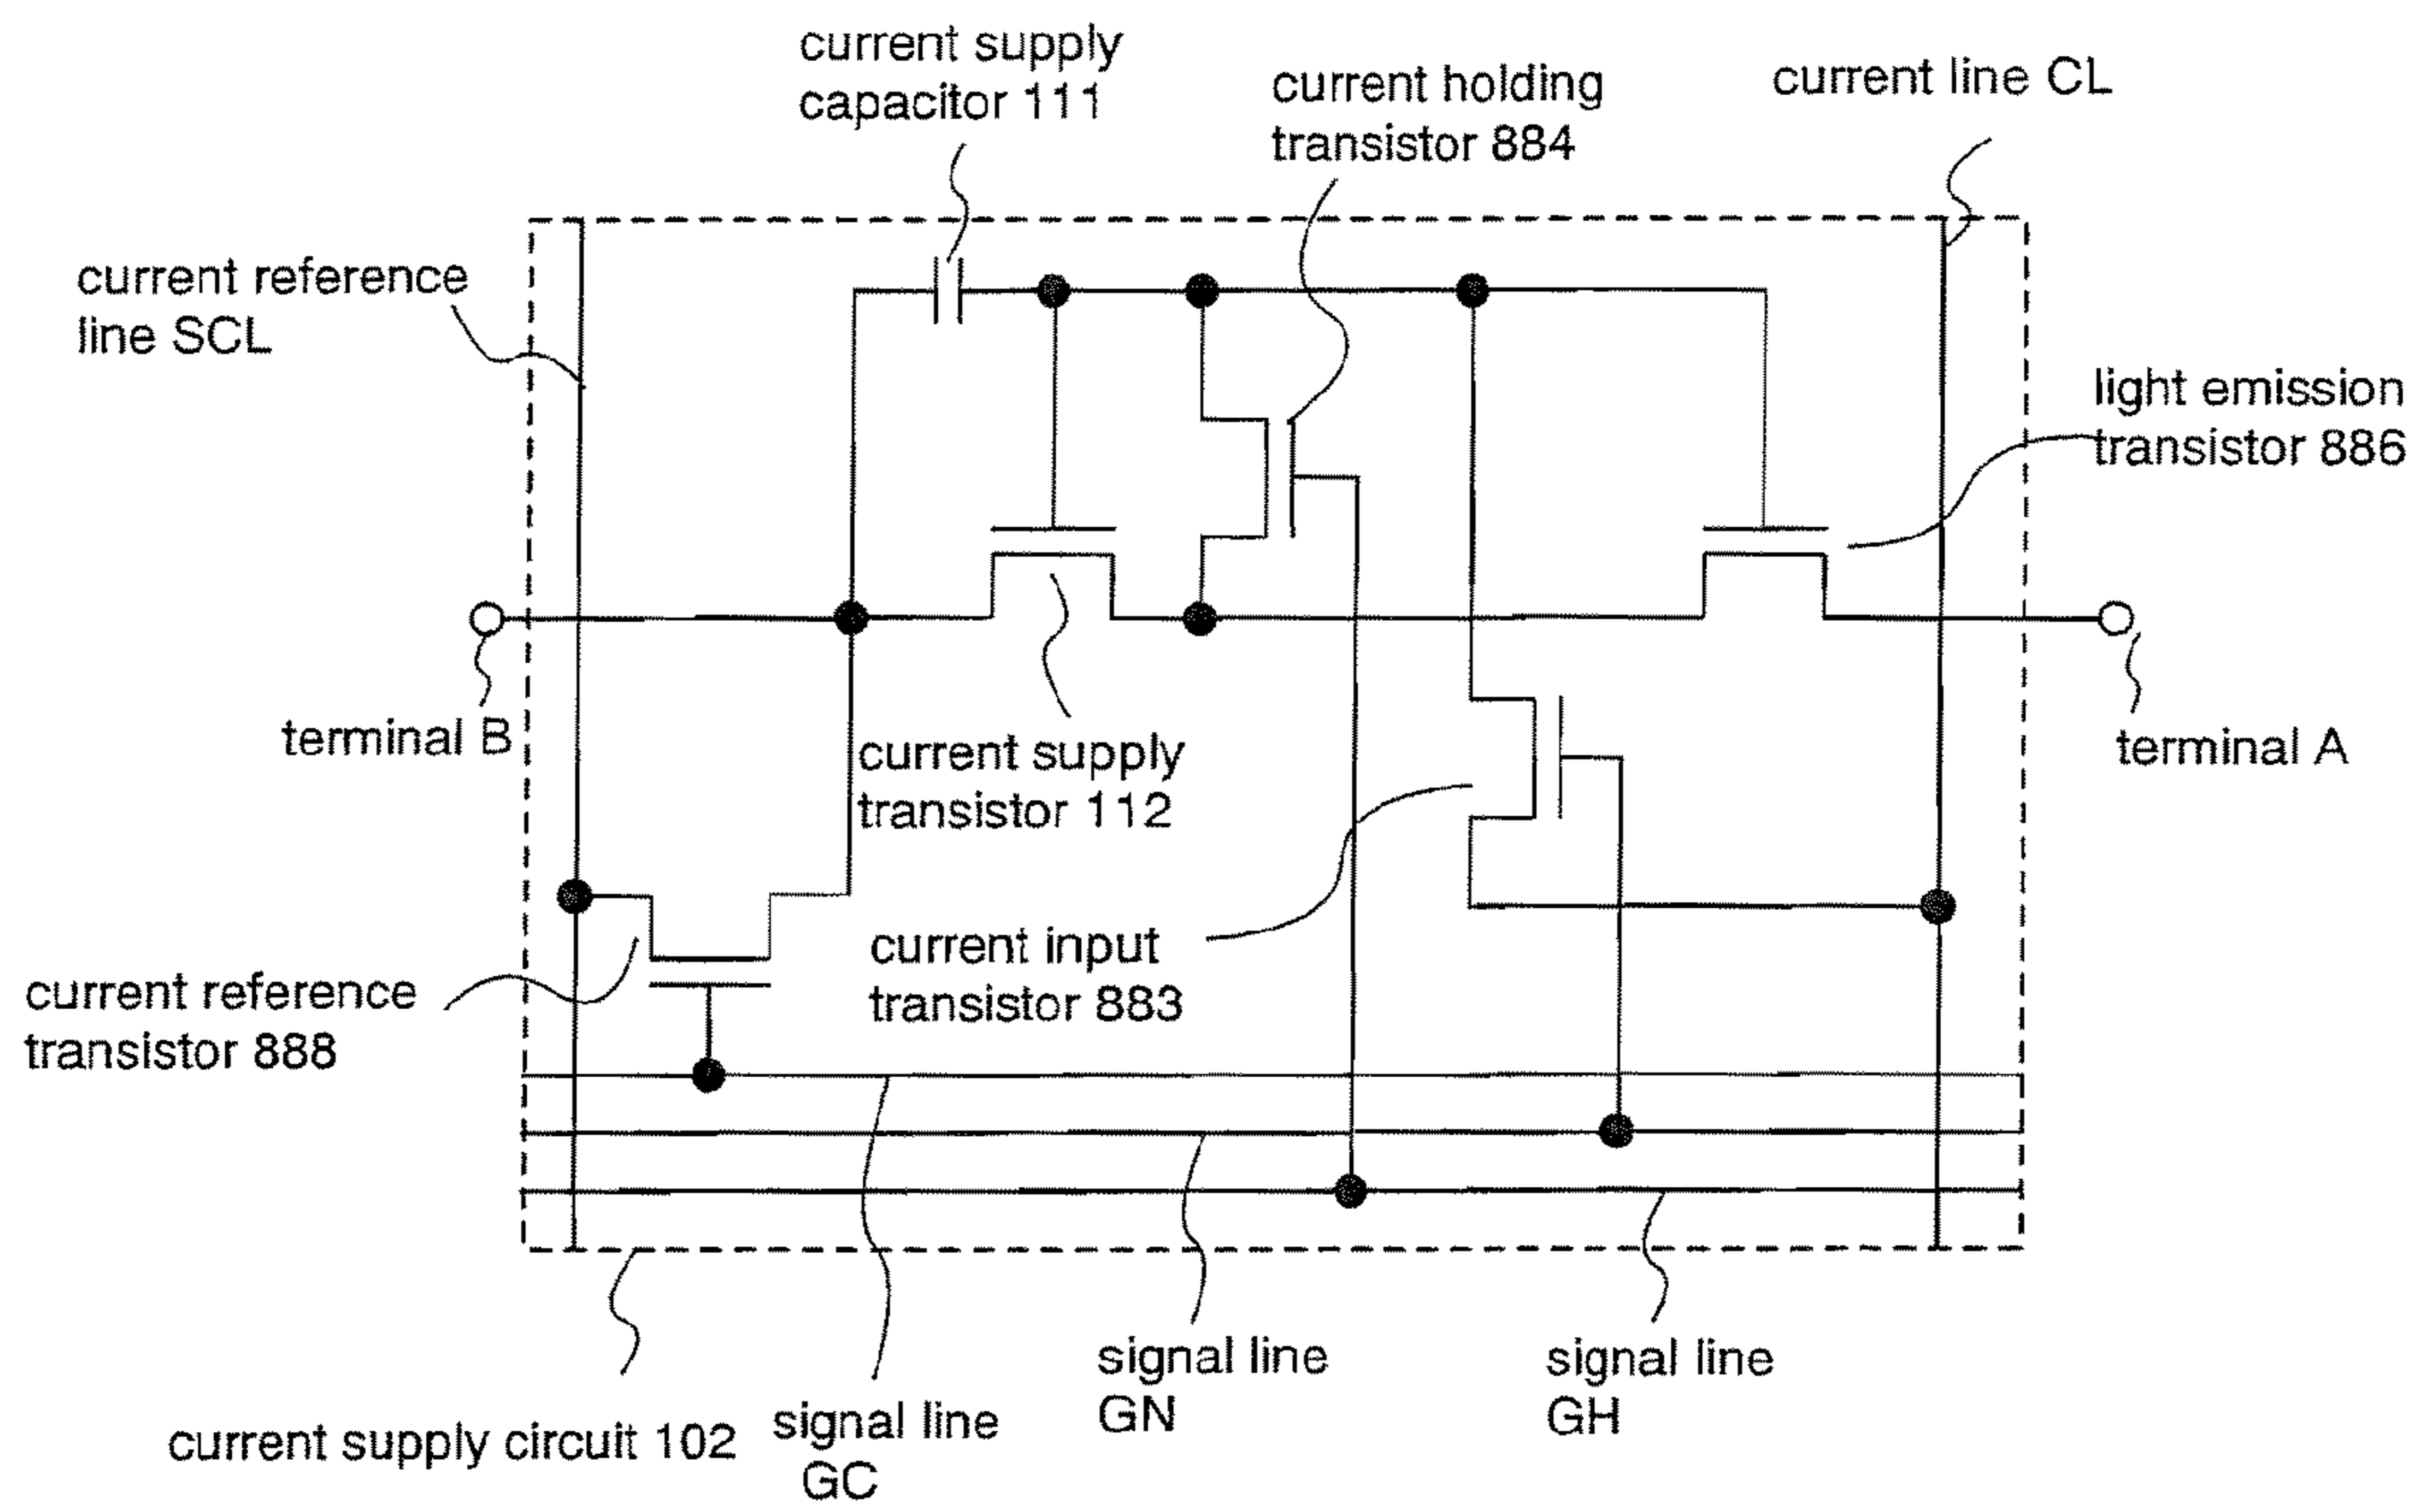 current supply
capacitor 111
current holding
transistor 884
current line CL
current reference
line SCL
light emission
transistor 886
terminal B
current supply
transistor 112
terminal A
current input
transistor 883
current reference
transistor 888
signal line
GN
signal line
GH
current supply circuit 102
signal line
GC